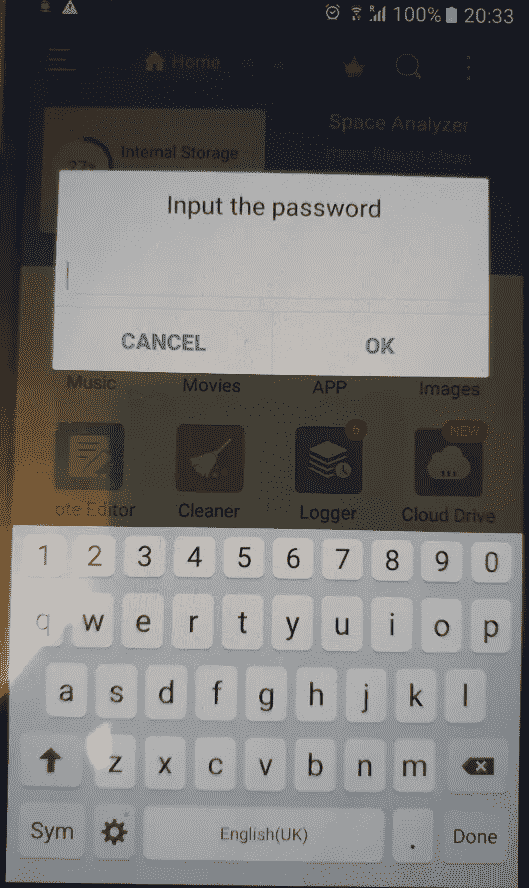 100% 20:33
Home
Space Analyzer
Internal Storage
Input the password
CANCEL OK
Music Movies APP Images
6 NEW
ote Editor Cleaner Logger Cloud Drive
1 2 3 4 5 6 7 8 9 0
q w e r t y u i o p
a s d f g h j k l
z x c v b n m
Sym English(UK) . Done